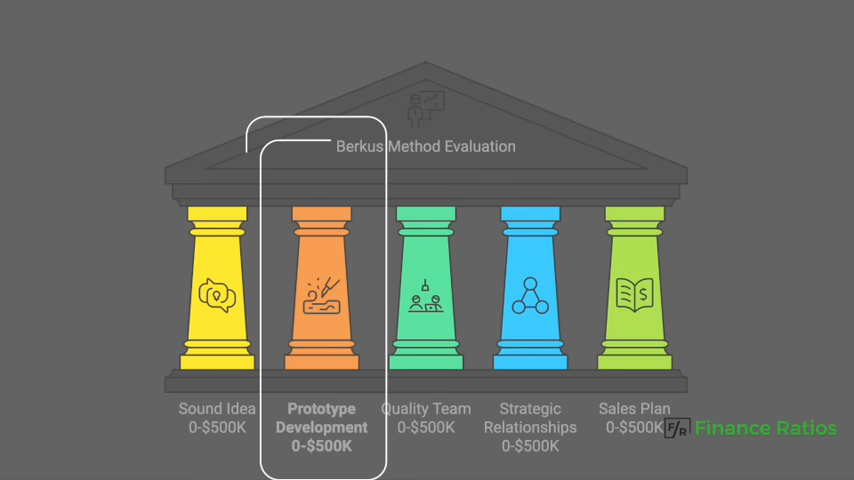 Berkus Method Evaluation
Sound Idea
0-$500K
Prototype
Development
0-$500K
Quality Team
0-$500K
Strategic
Relationships
0-$500K
Sales Plan
0-$500K
F/R Finance Ratios